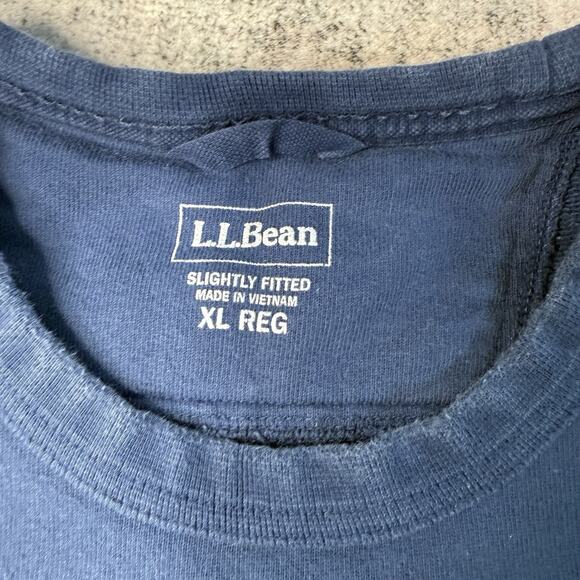 L.L.Bean
SLIGHTLY FITTED
MADE IN VIETNAM
XL REG